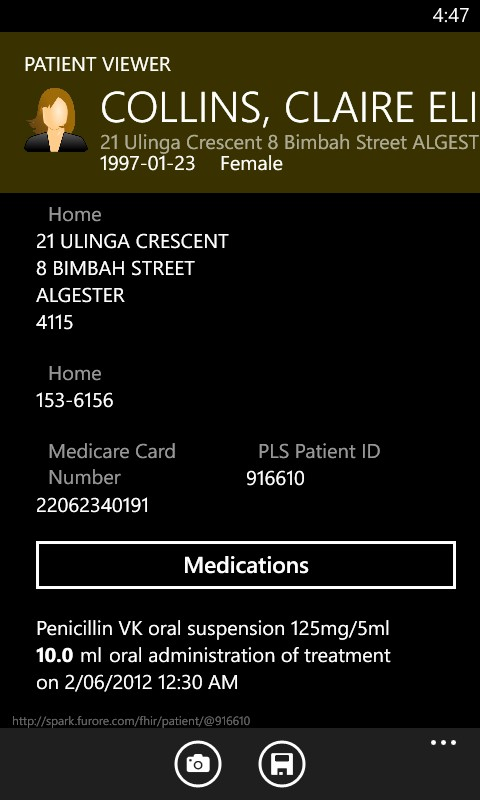 4:47
PATIENT VIEWER
COLLINS, CLAIRE ELI
21 Ulinga Crescent 8 Bimbah Street ALGEST
1997-01-23 Female
Home
21 ULINGA CRESCENT
8 BIMBAH STREET
ALGESTER
4115
Home
153-6156
Medicare Card Number
22062340191
PLS Patient ID
916610
Medications
Penicillin VK oral suspension 125mg/5ml
10.0 ml oral administration of treatment
on 2/06/2012 12:30 AM
http://spark.furore.com/fhir/patient/@916610